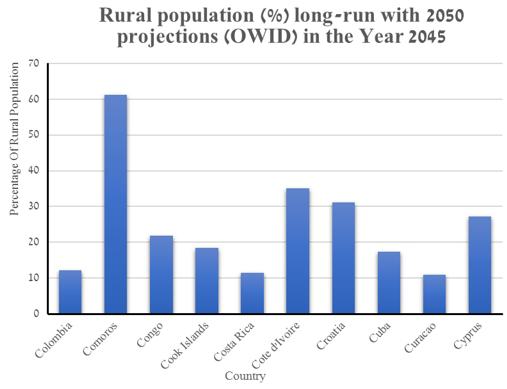 Rural population (%) long-run with 2050
projections (OWID) in the Year 2045
Percentage Of Rural Population
70
60
50
40
30
20
10
0
Colombia
Comoros
Congo
Cook Islands
Costa Rica
Cote d'Ivoire
Croatia
Cuba
Curacao
Cyprus
Country